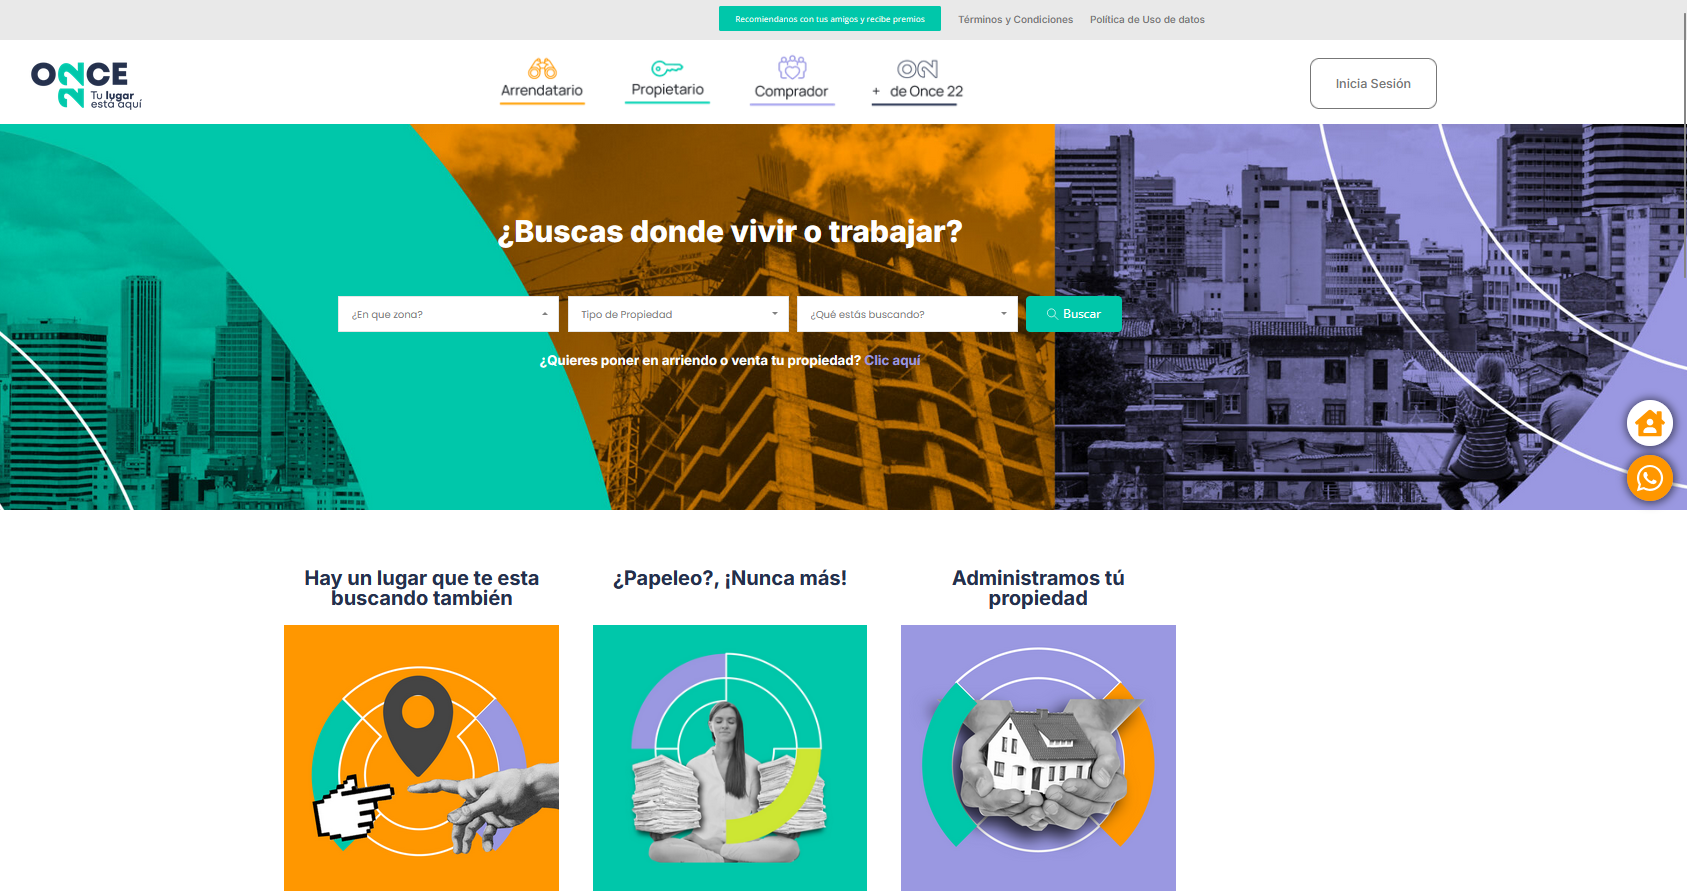 Recomiendanos con tus amigos y recibe premios
Términos y Condiciones
Política de Uso de datos
ONCE
22
Tu lugar
está aquí
Arrendatario
Propietario
Comprador
ON
+ de Once 22
Inicia Sesión
¿Buscas donde vivir o trabajar?
¿En que zona?
Tipo de Propiedad
¿Qué estás buscando?
Buscar
¿Quieres poner en arriendo o venta tu propiedad? Clic aquí
Hay un lugar que te esta
buscando también
¿Papeleo?, ¡Nunca más!
Administramos tú
propiedad